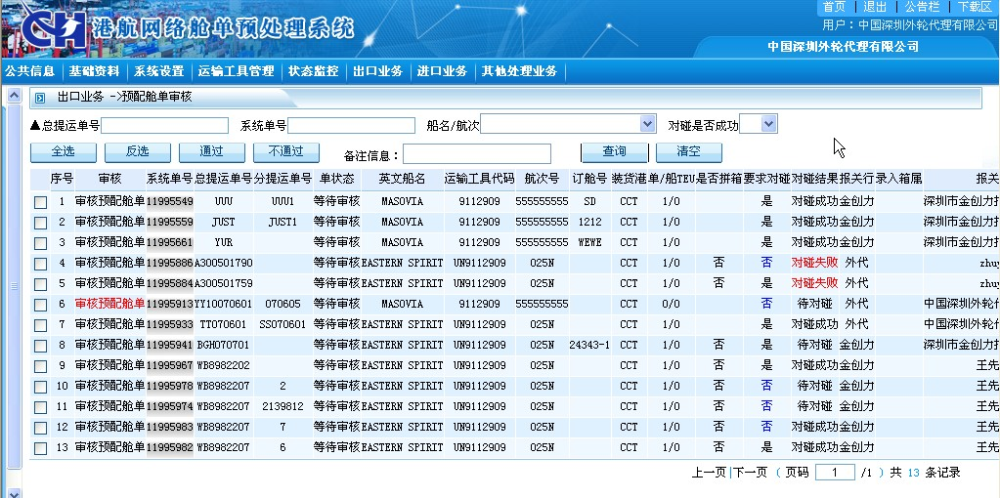 首页 | 退出 | 公告栏 | 下载区
用户：中国深圳外轮代理有限公司
CH 港航网络舱单预处理系统
中国深圳外轮代理有限公司
公共信息 基础资料 系统设置 运输工具管理 状态监控 出口业务 进口业务 其他处理业务
出口业务 ->预配舱单审核
▲总提运单号 系统单号 船名/航次 对碰是否成功
全选 反选 通过 不通过 备注信息： 查询 清空
序号 审核 系统单号 总提运单号 分提运单号 单状态 英文船名 运输工具代码 航次号 订舱号 装货港 单/船TEU 是否拼箱 要求对碰 对碰结果 报关行 录入 箱属 报关
1 审核预配舱单 11995549 UUU UUU1 等待审核 MASOVIA 9112909 555555555 SD CCT 1/0 是 对碰成功 金创力 深圳市金创力报
2 审核预配舱单 11995559 JUST JUST1 等待审核 MASOVIA 9112909 555555555 1212 CCT 1/0 是 对碰成功 金创力 深圳市金创力报
3 审核预配舱单 11995661 YUR 等待审核 MASOVIA 9112909 555555555 WEWE CCT 1/0 是 对碰成功 金创力 深圳市金创力报
4 审核预配舱单 11995886 A300501790 等待审核 EASTERN SPIRIT UN9112909 025N CCT 1/0 否 否 对碰失败 外代 zhuy
5 审核预配舱单 11995884 A300501759 等待审核 EASTERN SPIRIT UN9112909 025N CCT 1/0 否 是 对碰失败 外代 zhuy
6 审核预配舱单 11995913 YY10070601 070605 等待审核 MASOVIA 9112909 555555555 CCT 0/0 否 待对碰 外代 中国深圳外轮代
7 审核预配舱单 11995933 TT070601 SS070601 等待审核 EASTERN SPIRIT UN9112909 025N CCT 1/0 否 是 对碰成功 外代 中国深圳外轮代
8 审核预配舱单 11995941 BGH070701 等待审核 EASTERN SPIRIT UN9112909 025N 24343-1 CCT 1/0 否 是 待对碰 金创力 深圳市金创力报
9 审核预配舱单 11995967 WB8982202 等待审核 EASTERN SPIRIT UN9112909 025N CCT 1/0 否 是 对碰成功 金创力 王先
10 审核预配舱单 11995978 WB8982207 2 等待审核 EASTERN SPIRIT UN9112909 025N CCT 1/0 否 否 待对碰 金创力 王先
11 审核预配舱单 11995974 WB8982207 2139812 等待审核 EASTERN SPIRIT UN9112909 025N CCT 1/0 否 否 待对碰 金创力 王先
12 审核预配舱单 11995983 WB8982207 7 等待审核 EASTERN SPIRIT UN9112909 025N CCT 1/0 否 否 对碰成功 金创力 王先
13 审核预配舱单 11995982 WB8982207 6 等待审核 EASTERN SPIRIT UN9112909 025N CCT 1/0 否 是 对碰成功 金创力 王先
上一页|下一页 ( 页码 1 /1 ) 共 13 条记录